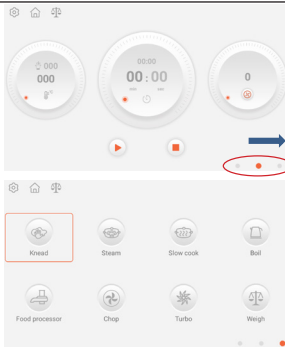 000
000
00:00
00:00
0
Knead
Steam
Slow cook
Boil
Food processor
Chop
Turbo
Weigh